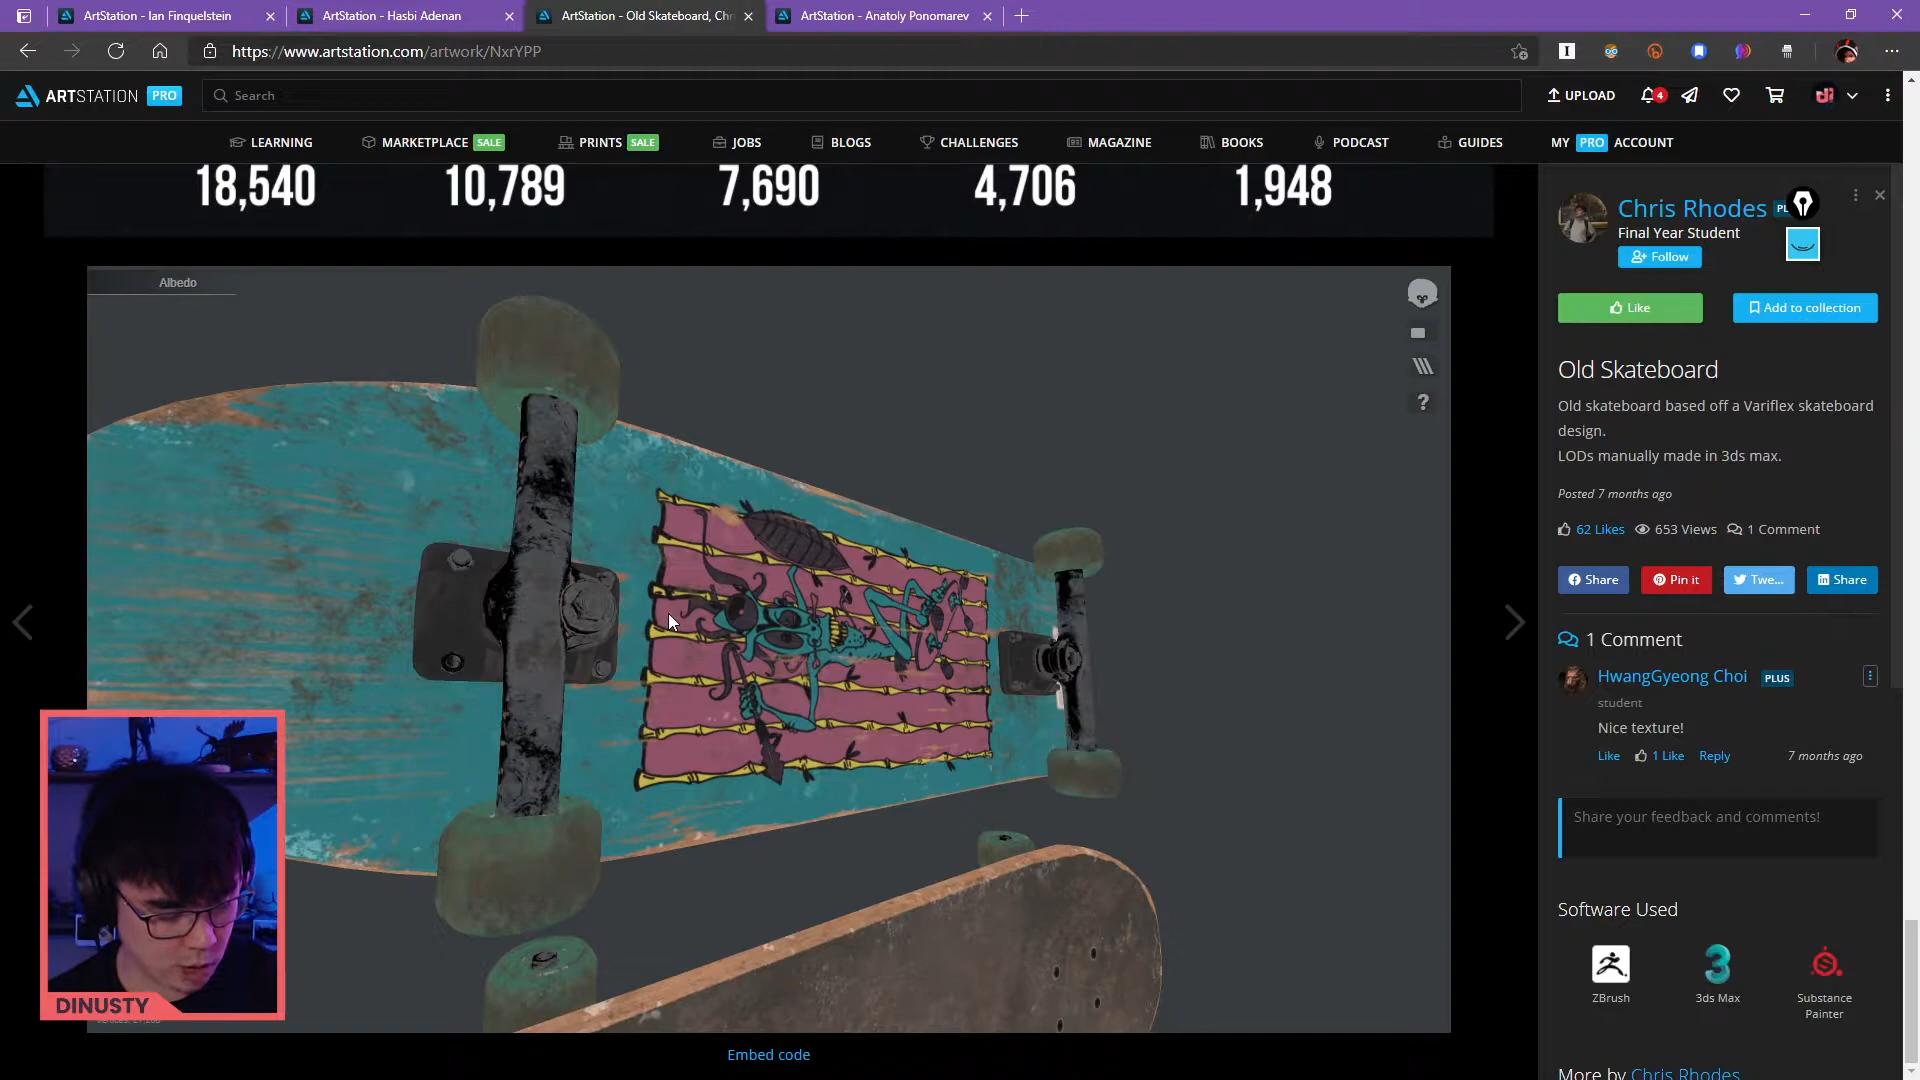 ArtStation - Ian Finquelstein
ArtStation - Hasbi Adenan
ArtStation - Old Skateboard, Chr
ArtStation - Anatoly Ponomarev
https://www.artstation.com/artwork/NxrYPP
ARTSTATION PRO
Search
UPLOAD
4
LEARNING
MARKETPLACE SALE
PRINTS SALE
JOBS
BLOGS
CHALLENGES
MAGAZINE
BOOKS
PODCAST
GUIDES
MY PRO ACCOUNT
18,540 10,789 7,690 4,706 1,948
Albedo
Chris Rhodes
Final Year Student
Follow
Like
Add to collection
Old Skateboard
Old skateboard based off a Variflex skateboard
design.
LODs manually made in 3ds max.
Posted 7 months ago
62 Likes 653 Views 1 Comment
Share
Pin it
Twe...
Share
1 Comment
HwangGyeong Choi PLUS
student
Nice texture!
Like 1 Like Reply 7 months ago
Share your feedback and comments!
Software Used
ZBrush
3ds Max
Substance
Painter
More by Chris Rhodes
DINUSTY
Embed code